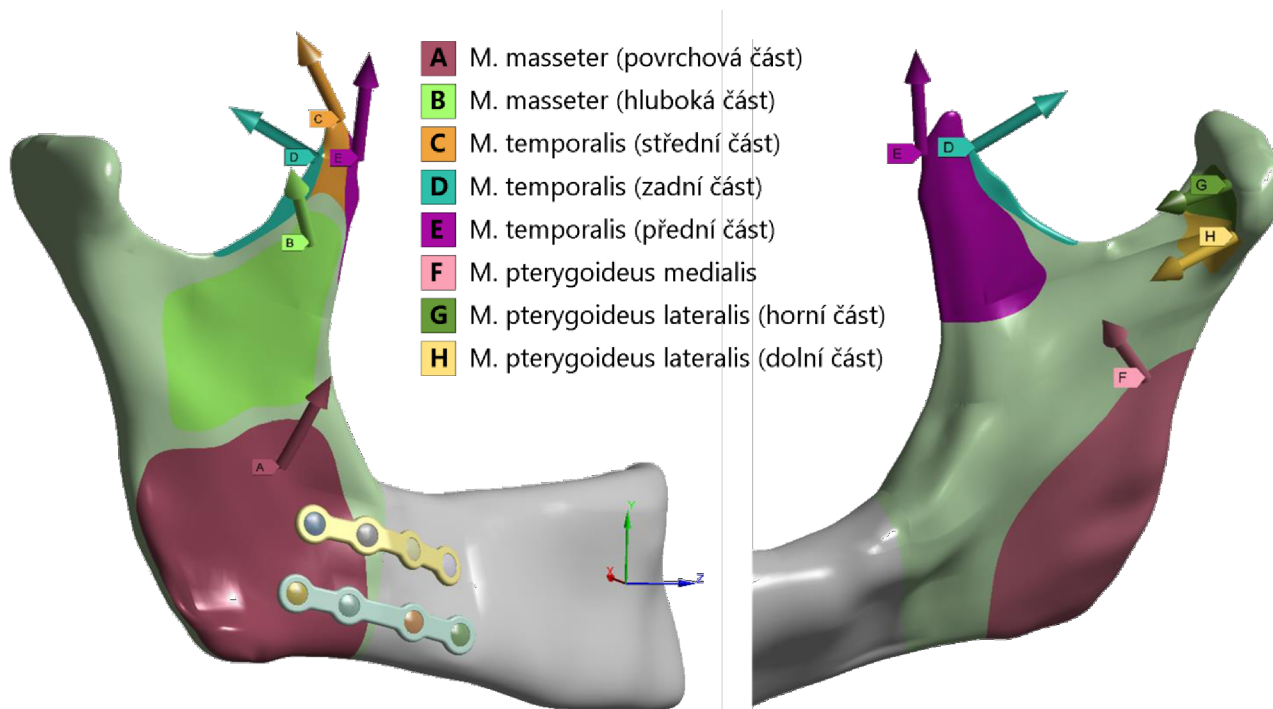 A M. masseter (povrchová část)
B M. masseter (hluboká část)
C M. temporalis (střední část)
D M. temporalis (zadní část)
E M. temporalis (přední část)
F M. pterygoideus medialis
G M. pterygoideus lateralis (horní část)
H M. pterygoideus lateralis (dolní část)
C
D
E
B
A
Y
X
Z
E
D
G
H
F